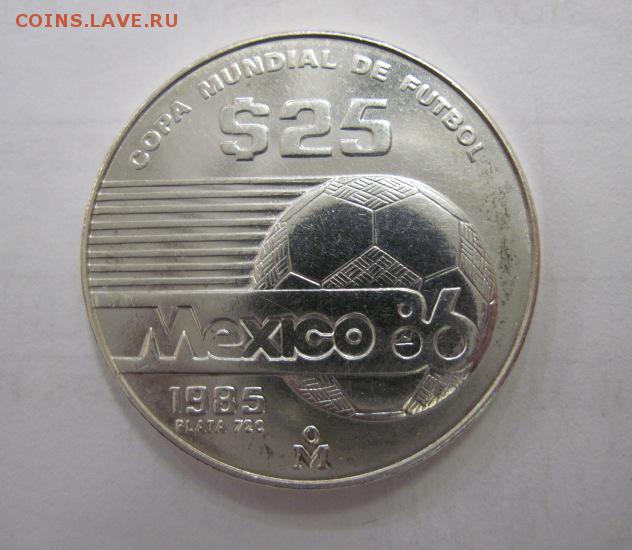 COINS.LAVE.RU
COPA MUNDIAL DE FUTBOL
$25
Mexico 86
1985
PLATA 720
Mo